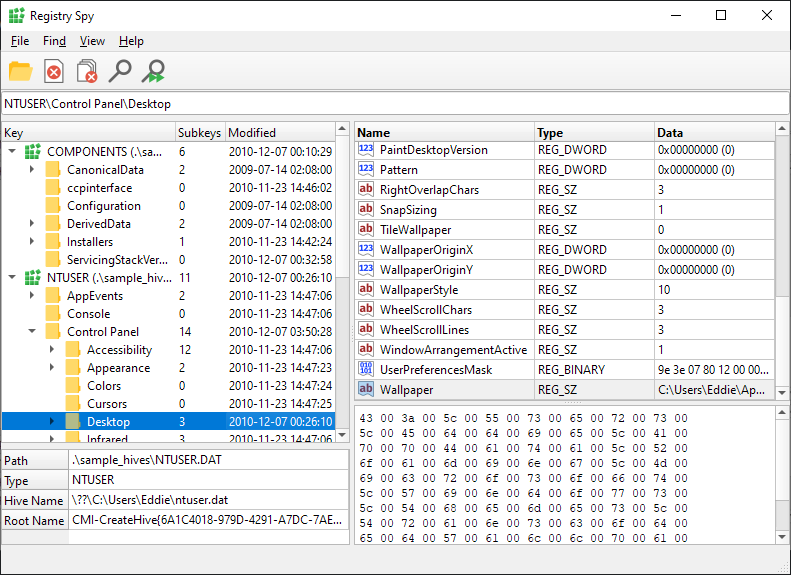 Registry Spy
File Find View Help
NTUSER\Control Panel\Desktop
Key Subkeys Modified
COMPONENTS (.\sa... 6 2010-12-07 00:10:29
CanonicalData 2 2009-07-14 02:08:00
ccpinterface 0 2010-11-23 14:46:02
Configuration 0 2009-07-14 02:08:00
DerivedData 2 2009-07-14 02:08:00
Installers 1 2010-11-23 14:42:24
ServicingStackVer... 0 2010-12-07 00:32:58
NTUSER (.\sample_hiv... 11 2010-12-07 00:26:10
AppEvents 2 2010-11-23 14:47:06
Console 0 2010-11-23 14:47:06
Control Panel 14 2010-12-07 03:50:28
Accessibility 12 2010-11-23 14:47:06
Appearance 2 2010-11-23 14:47:23
Colors 0 2010-11-23 14:47:24
Cursors 0 2010-11-23 14:47:25
Desktop 3 2010-12-07 00:26:10
Infrared 3 2010-11-23 14:47:06
Path .\sample_hives\NTUSER.DAT
Type NTUSER
Hive Name \??\C:\Users\Eddie\ntuser.dat
Root Name CMI-CreateHive{6A1C4018-979D-4291-A7DC-7AE...
Name Type Data
PaintDesktopVersion REG_DWORD 0x00000000 (0)
Pattern REG_DWORD 0x00000000 (0)
RightOverlapChars REG_SZ 3
SnapSizing REG_SZ 1
TileWallpaper REG_SZ 0
WallpaperOriginX REG_DWORD 0x00000000 (0)
WallpaperOriginY REG_DWORD 0x00000000 (0)
WallpaperStyle REG_SZ 10
WheelScrollChars REG_SZ 3
WheelScrollLines REG_SZ 3
WindowArrangementActive REG_SZ 1
UserPreferencesMask REG_BINARY 9e 3e 07 80 12 00 00...
Wallpaper REG_SZ C:\Users\Eddie\Ap...
43 00 3a 00 5c 00 55 00 73 00 65 00 72 00 73 00
5c 00 45 00 64 00 64 00 69 00 65 00 5c 00 41 00
70 00 70 00 44 00 61 00 74 00 61 00 5c 00 52 00
6f 00 61 00 6d 00 69 00 6e 00 67 00 5c 00 4d 00
69 00 63 00 72 00 6f 00 73 00 6f 00 66 00 74 00
5c 00 57 00 69 00 6e 00 64 00 6f 00 77 00 73 00
5c 00 54 00 68 00 65 00 6d 00 65 00 73 00 5c 00
54 00 72 00 61 00 6e 00 73 00 63 00 6f 00 64 00
65 00 64 00 57 00 61 00 6c 00 6c 00 70 00 61 00